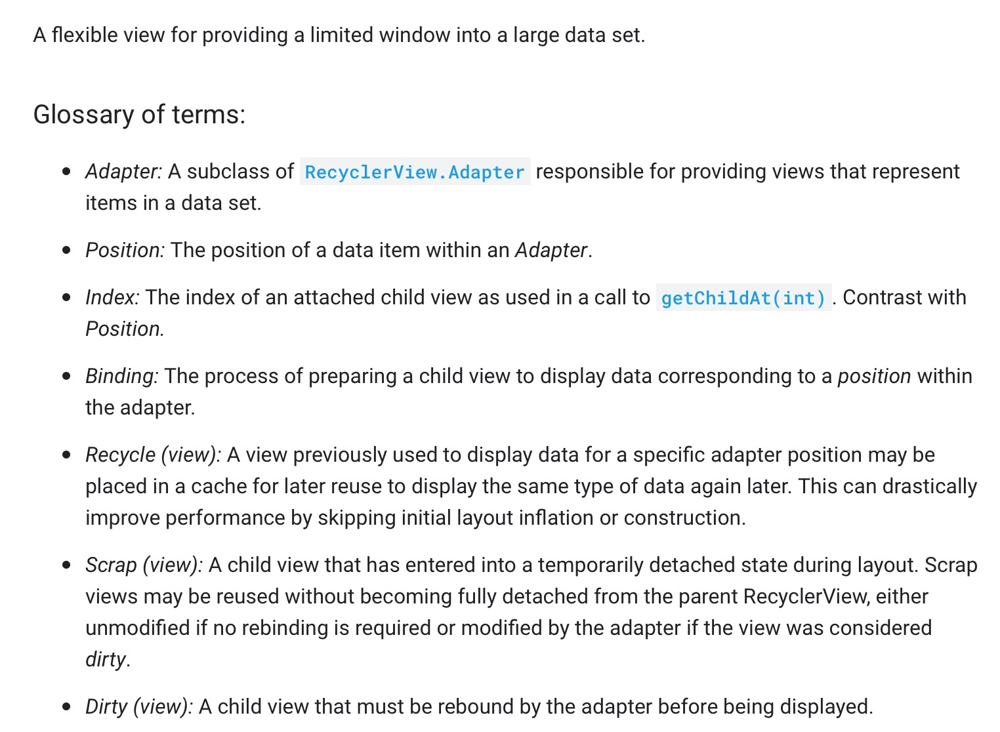 A flexible view for providing a limited window into a large data set.
Glossary of terms:
• Adapter: A subclass of RecyclerView.Adapter responsible for providing views that represent
items in a data set.
• Position: The position of a data item within an Adapter.
• Index: The index of an attached child view as used in a call to getChildAt(int). Contrast with
Position.
• Binding: The process of preparing a child view to display data corresponding to a position within
the adapter.
• Recycle (view): A view previously used to display data for a specific adapter position may be
placed in a cache for later reuse to display the same type of data again later. This can drastically
improve performance by skipping initial layout inflation or construction.
• Scrap (view): A child view that has entered into a temporarily detached state during layout. Scrap
views may be reused without becoming fully detached from the parent RecyclerView, either
unmodified if no rebinding is required or modified by the adapter if the view was considered
dirty.
• Dirty (view): A child view that must be rebound by the adapter before being displayed.